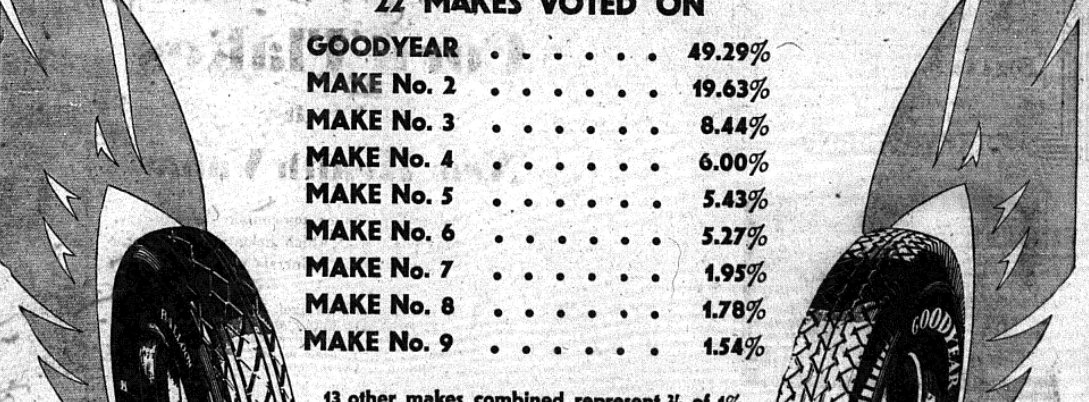 22 MAKES VOTED ON
GOODYEAR . . . . . . 49.29%
MAKE No. 2 . . . . . . 19.63%
MAKE No. 3 . . . . . . 8.44%
MAKE No. 4 . . . . . . 6.00%
MAKE No. 5 . . . . . . 5.43%
MAKE No. 6 . . . . . . 5.27%
MAKE No. 7 . . . . . . 1.95%
MAKE No. 8 . . . . . . 1.78%
MAKE No. 9 . . . . . . 1.54%
13 other makes combined represent of 1%
GOODYEAR